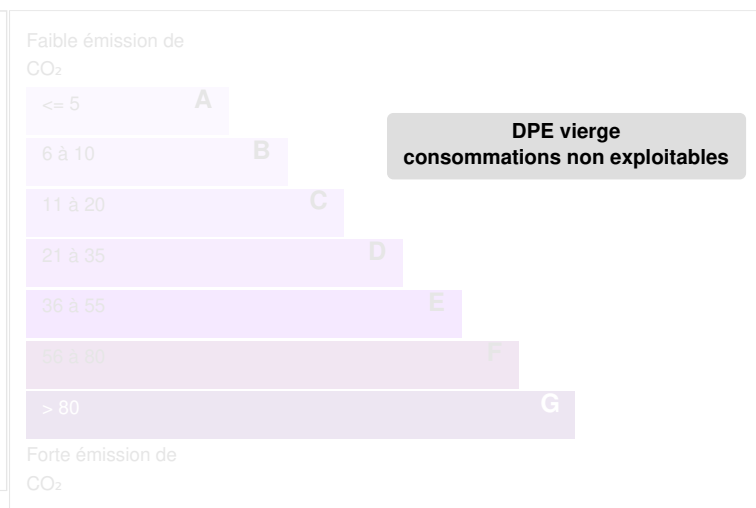 Faible émission de
CO₂
<= 5 A
6 à 10 B
11 à 20 C
21 à 35 D
36 à 55 E
56 à 80 F
> 80 G
Forte émission de
CO₂
DPE vierge
consommations non exploitables